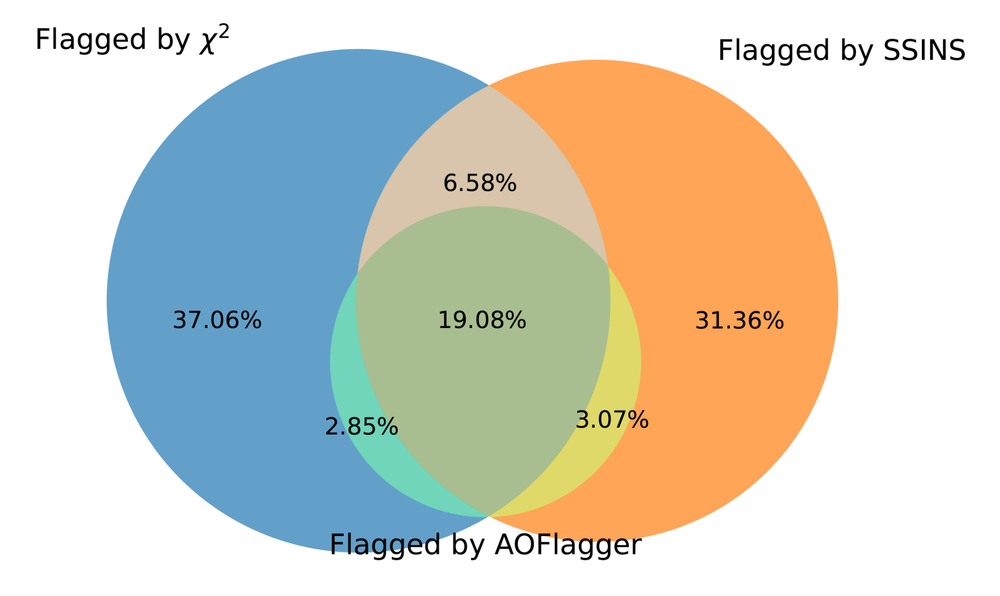 Flagged by χ²
Flagged by SSINS
6.58%
37.06%
19.08%
31.36%
2.85%
3.07%
Flagged by AOFlagger